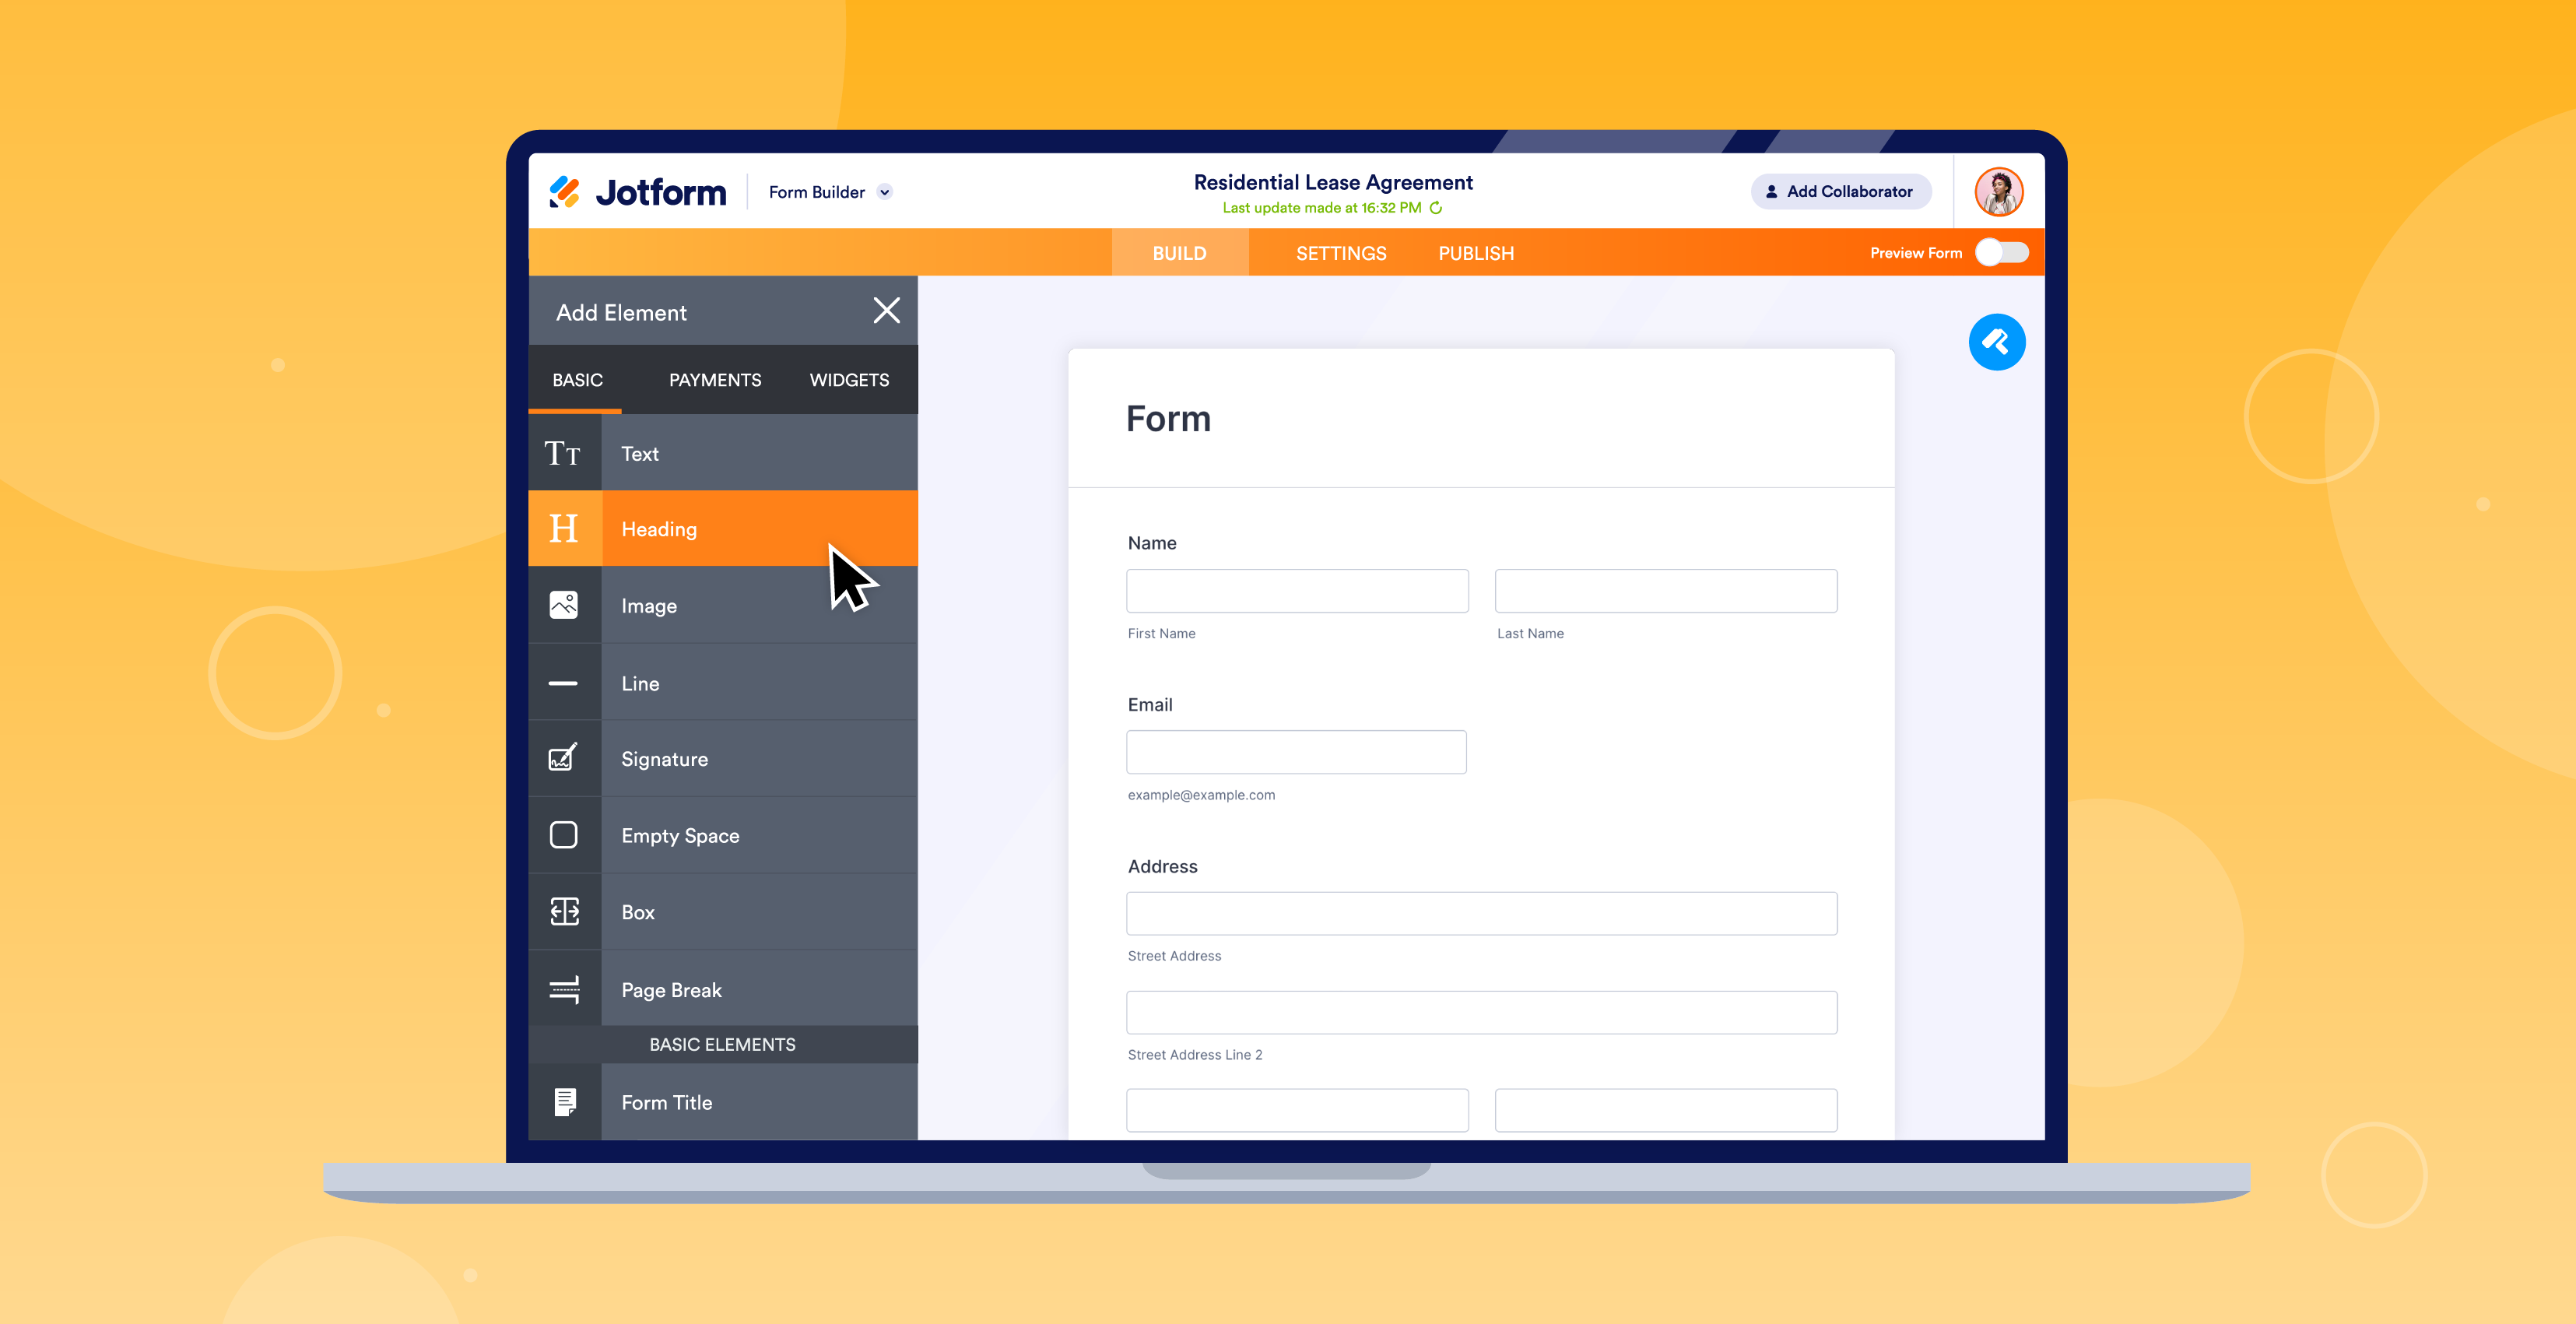 Jotform
Form Builder
Residential Lease Agreement
Last update made at 16:32 PM
Add Collaborator
BUILD
SETTINGS
PUBLISH
Preview Form
Add Element
BASIC
PAYMENTS
WIDGETS
Tt Text
H Heading
Image
Line
Signature
Empty Space
Box
Page Break
BASIC ELEMENTS
Form Title
Form
Name
First Name
Last Name
Email
example@example.com
Address
Street Address
Street Address Line 2